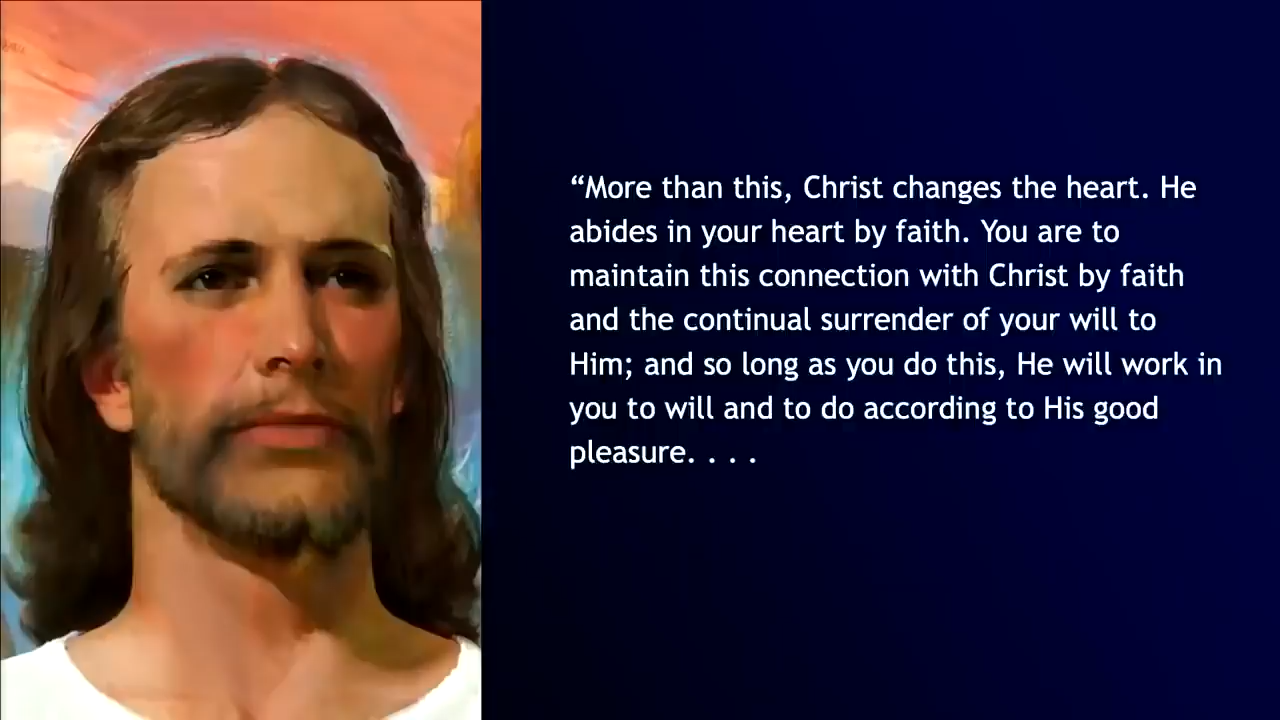 “More than this, Christ changes the heart. He
abides in your heart by faith. You are to
maintain this connection with Christ by faith
and the continual surrender of your will to
Him; and so long as you do this, He will work in
you to will and to do according to His good
pleasure. . . .